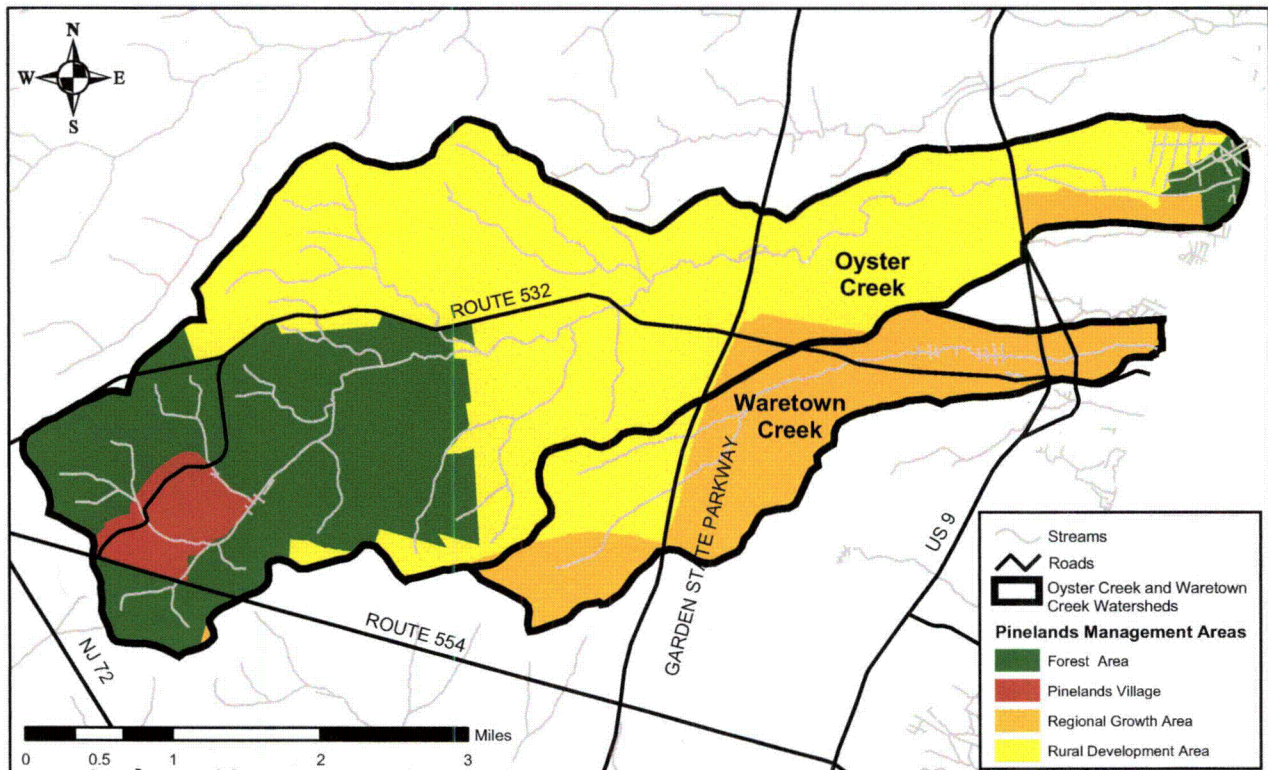 N
W E
S
ROUTE 532
Oyster
Creek
Waretown
Creek
GARDEN STATE PARKWAY
US 9
ROUTE 554
NJ 72
Miles
0 0.5 1 2 3
Streams
Roads
Oyster Creek and Waretown
Creek Watersheds
Pinelands Management Areas
Forest Area
Pinelands Village
Regional Growth Area
Rural Development Area